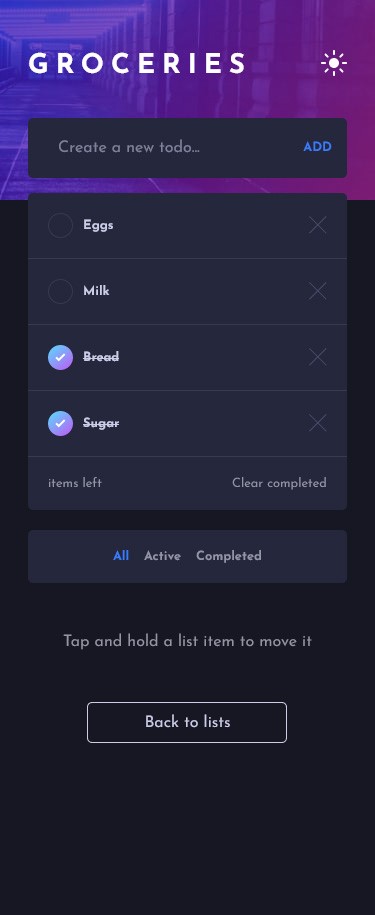 GROCERIES
Create a new todo... ADD
Eggs
Milk
Bread
Sugar
items left Clear completed
All Active Completed
Tap and hold a list item to move it
Back to lists